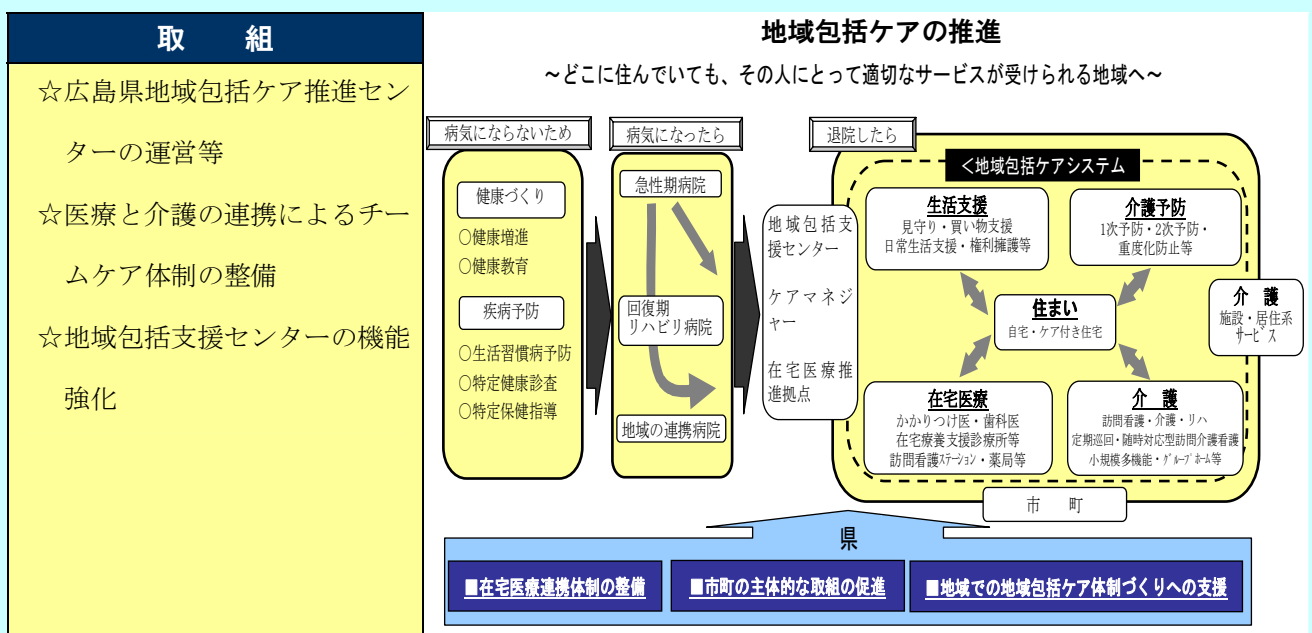 取 組
☆広島県地域包括ケア推進セン
ターの運営等
☆医療と介護の連携によるチー
ムケア体制の整備
☆地域包括支援センターの機能
強化
地域包括ケアの推進
～どこに住んでいても、その人にとって適切なサービスが受けられる地域へ～
病気にならないため
健康づくり
○健康増進
○健康教育
疾病予防
○生活習慣病予防
○特定健康診査
○特定保健指導
病気になったら
急性期病院
回復期
リハビリ病院
地域の連携病院
退院したら
<地域包括ケアシステム
地域包括支
援センター
ケアマネジ
ャー
在宅医療推
進拠点
生活支援
見守り・買い物支援
日常生活支援・権利擁護等
介護予防
1次予防・2次予防・
重度化防止等
住まい
自宅・ケア付き住宅
介 護
施設・居住系
サービス
在宅医療
かかりつけ医・歯科医
在宅療養支援診療所等
訪問看護ステーション・薬局等
介 護
訪問看護・介護・リハ
定期巡回・随時対応型訪問介護看護
小規模多機能・グループホーム等
市 町
県
■在宅医療連携体制の整備
■市町の主体的な取組の促進
■地域での地域包括ケア体制づくりへの支援